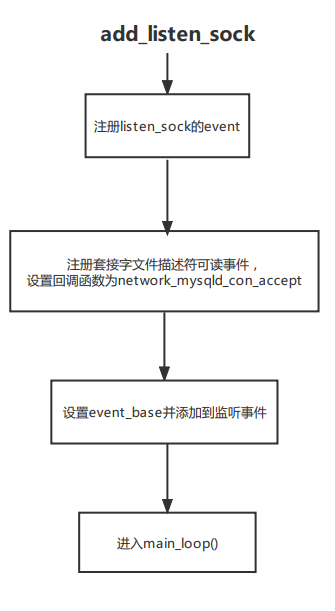 add_listen_sock
注册listen_sock的event
注册套接字文件描述符可读事件，
设置回调函数为network_mysqld_con_accept
设置event_base并添加到监听事件
进入main_loop()